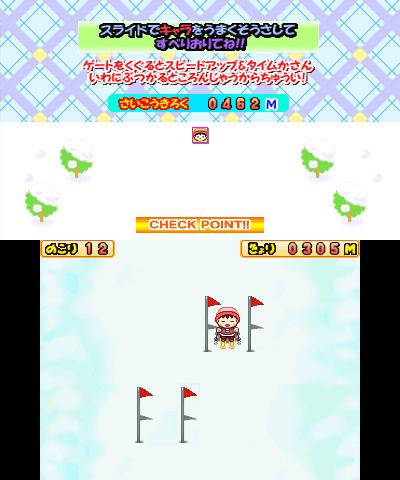 スライドでキャラをうまくそうさして
すべりおりてね!!
ゲートをくぐるとスピードアップ&タイムかさん
いわにぶつかるところんじゃうからちゅうい!
さいこうきろく 0462M
CHECK POINT!!
のこり12
きょり 0305M